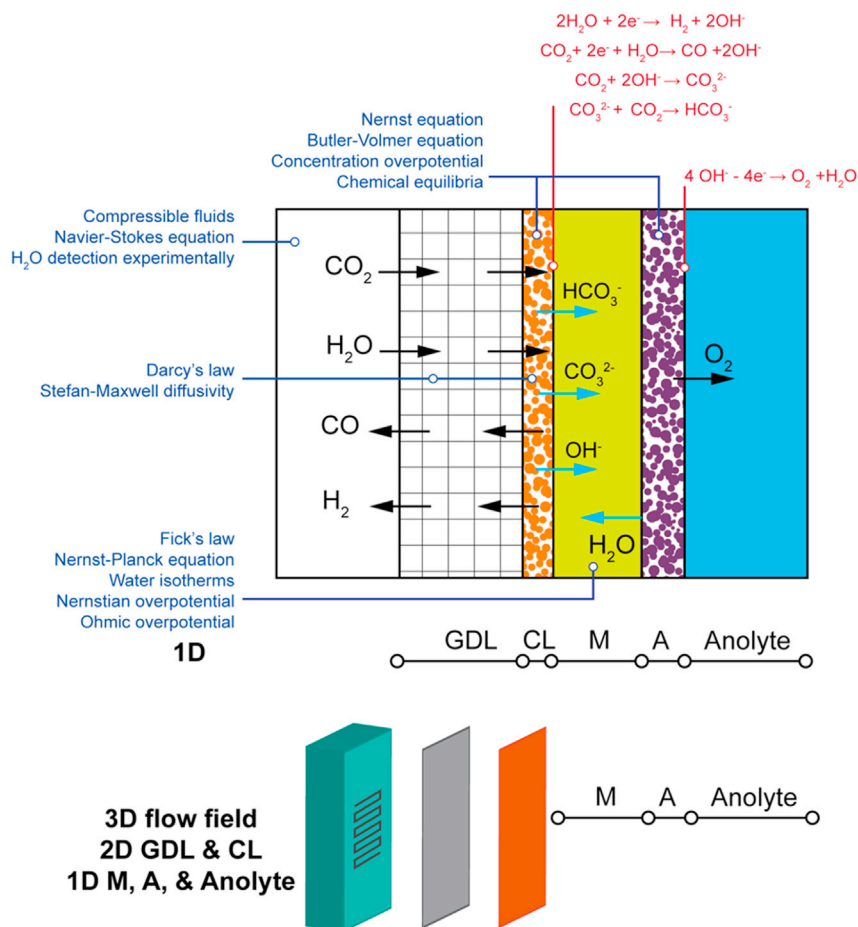 2H₂O + 2e⁻→ H₂ + 2OH⁻
CO₂+ 2e⁻ + H₂O→ CO +2OH⁻
CO₂+ 2OH⁻→ CO₃²⁻
CO₃²⁻+ CO₂→ HCO₃⁻
Nernst equation
Butler-Volmer equation
Concentration overpotential
Chemical equilibria
4 OH⁻ - 4e⁻→ O₂ +H₂O
Compressible fluids
Navier-Stokes equation
H₂O detection experimentally
CO₂
HCO₃⁻
H₂O
O₂
Darcy's law
Stefan-Maxwell diffusivity
CO₃²⁻
CO
OH⁻
H₂
H₂O
Fick's law
Nernst-Planck equation
Water isotherms
Nernstian overpotential
Ohmic overpotential
1D
GDL CL M A Anolyte
3D flow field
2D GDL & CL
1D M, A, & Anolyte
M A Anolyte